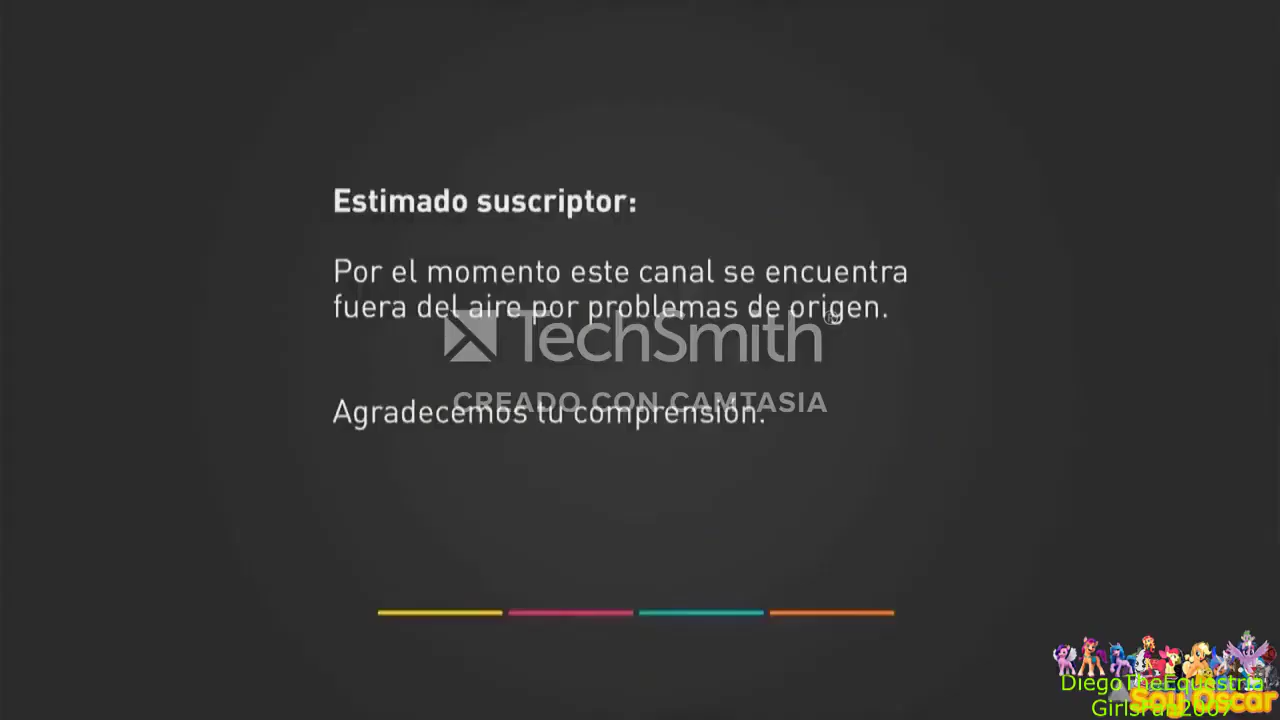 Estimado suscriptor:
Por el momento este canal se encuentra
fuera del aire por problemas de origen.
TechSmith
CREADO CON CAMTASIA
Agradecemos tu comprensión.
DiegoTheEquestria
Soy Oscar